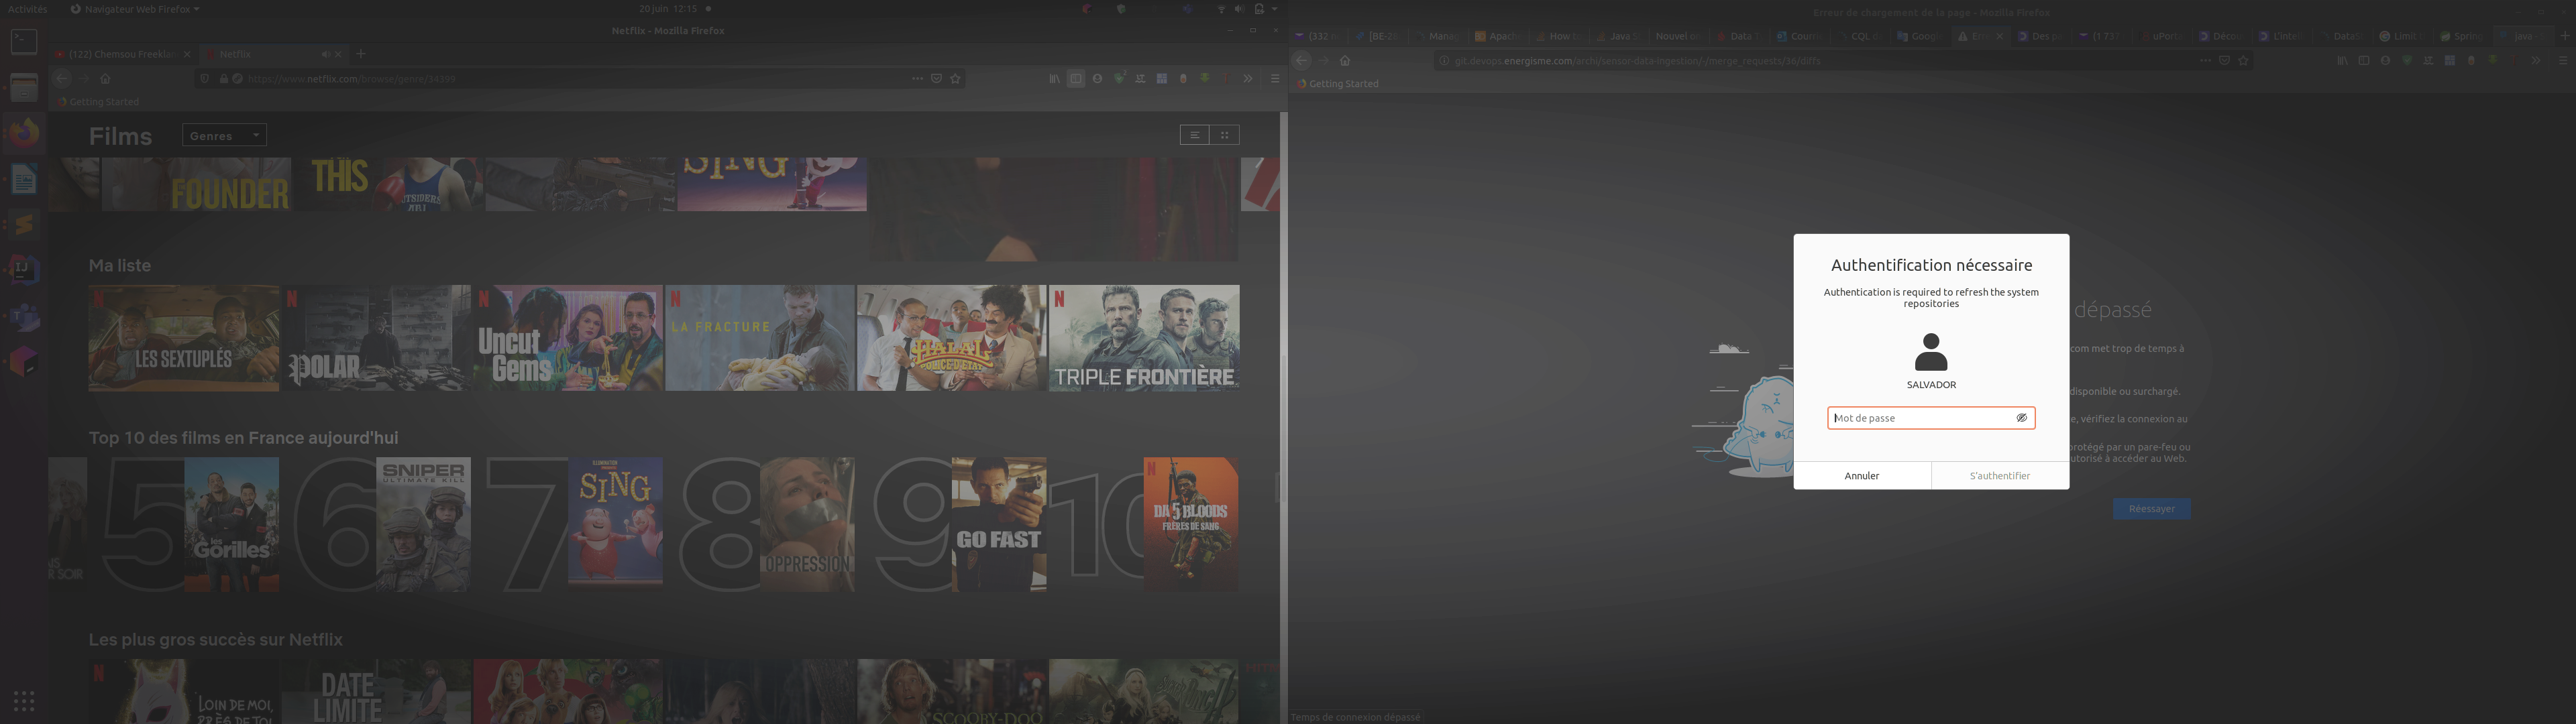 Activités
Navigateur Web Firefox
20 juin 12:15
Netflix - Mozilla Firefox
(122) Chemsou Freekla
Netflix
https://www.netflix.com/browse/genre/34399
Getting Started
Films
Genres
FOUNDER
THIS
SING
Ma liste
LES SEXTUPLÉS
POLAR
Uncut
Gems
LA FRACTURE
HALAL
POLICE D'ETAT
TRIPLE FRONTIÈRE
Top 10 des films en France aujourd'hui
R SOIR
5
les
Gorilles
6
SNIPER
ULTIMATE KILL
7
ILLUMINATION
SING
8
OPPRESSION
9
GO FAST
10
DA 5 BLOODS
FRÈRES DE SANG
Les plus gros succès sur Netflix
LOIN DE MOI,
PRÈS DE TOI
DATE
LIMITE
SCOOBY-DOO
Erreur de chargement de la page - Mozilla Firefox
(332
[BE-2
Manag
Apach
How to
Java S
Nouvel o
Data
Courri
CQL d
Google
Erre
Des p
(1 732
uPort
Décou
L'inteli
DataS
Limit
Spring
Java -
git.devops.energisme.com/archi/sensor-data-ingestion/-/merge_requests/36/diffs
Getting Started
Authentification nécessaire
Authentication is required to refresh the system
repositories
SALVADOR
Mot de passe
Annuler
S'authentifier
dépassé
com met trop de temps à
disponible ou surchargé.
e, vérifiez la connexion au
protégé par un pare-feu ou
utorisé à accéder au Web.
Réessayer
Temps de connexion dépassé